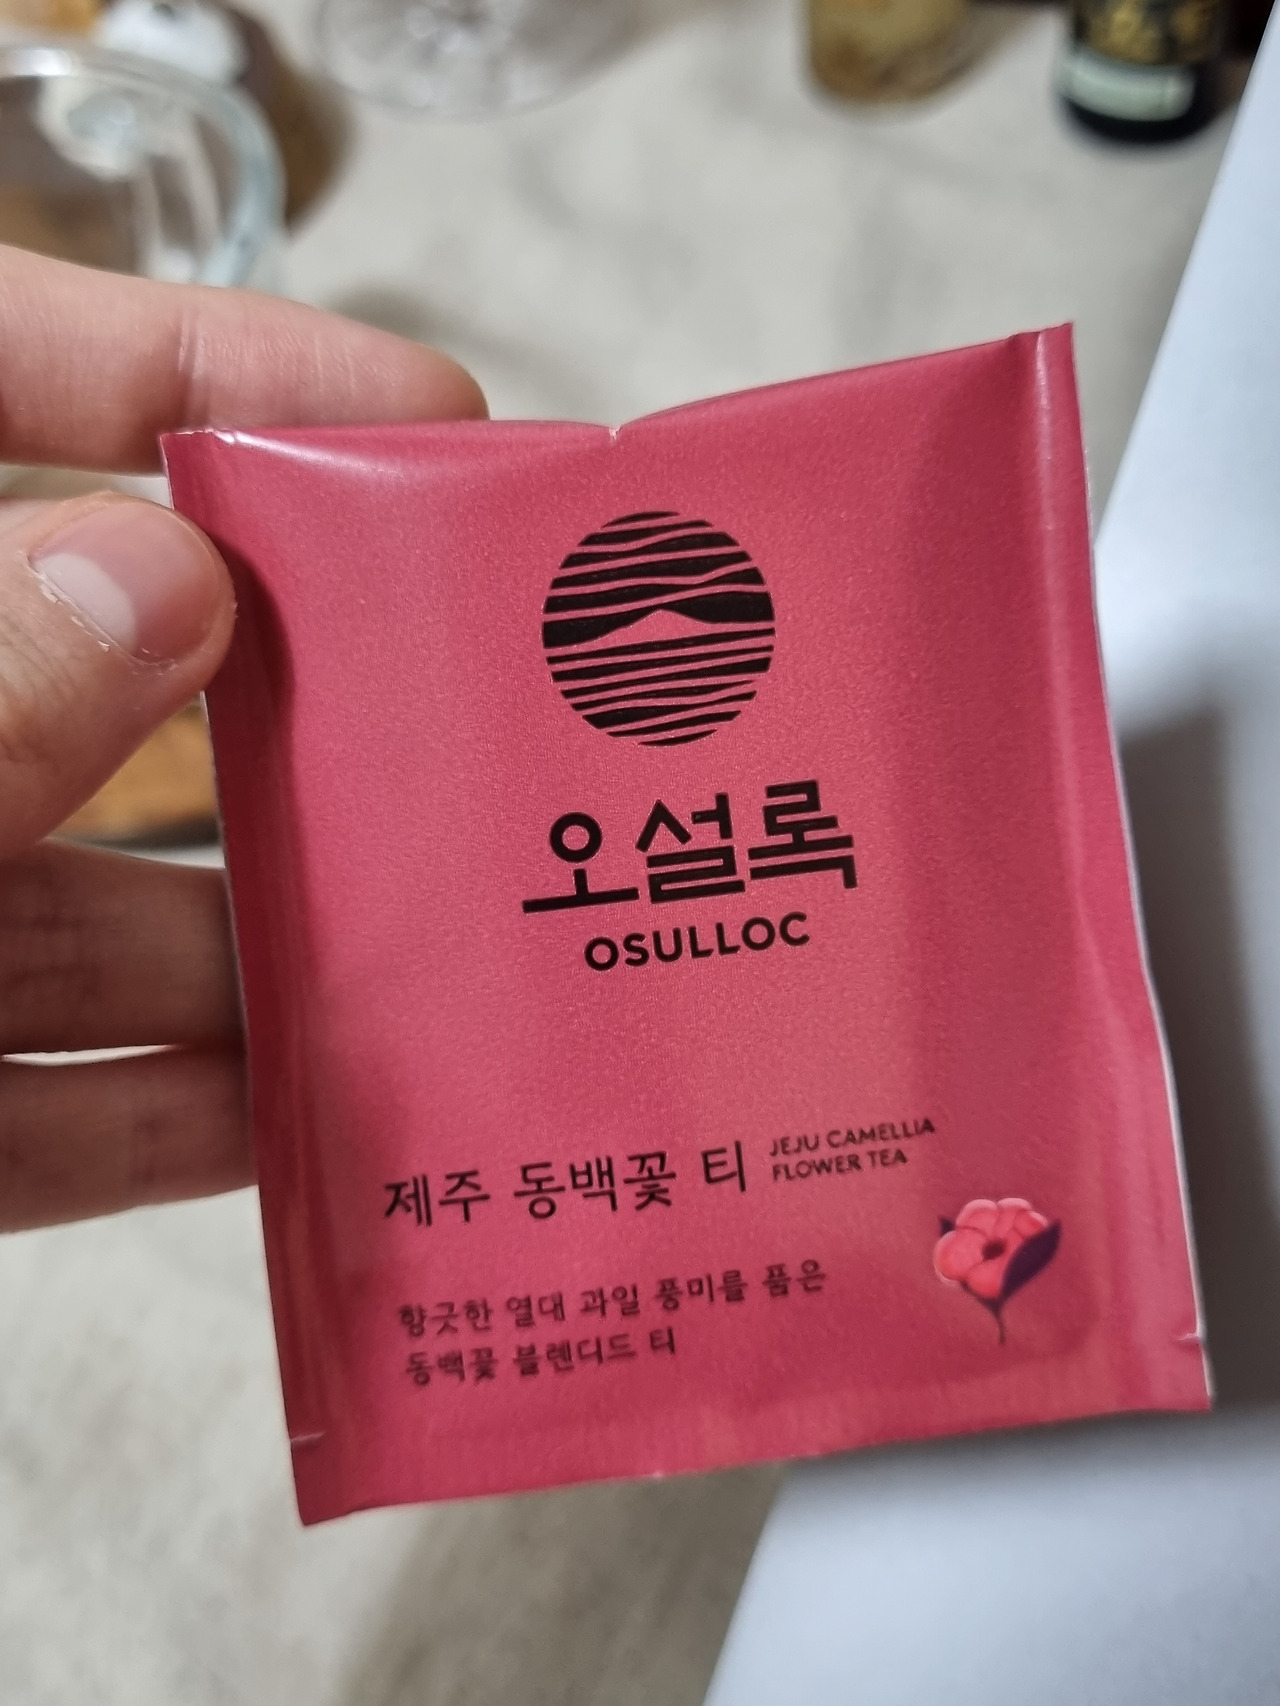 오설록
OSULLOC
제주 동백꽃 티
JEJU CAMELLIA
FLOWER TEA
향긋한 열대 과일 풍미를 품은
동백꽃 블렌디드 티